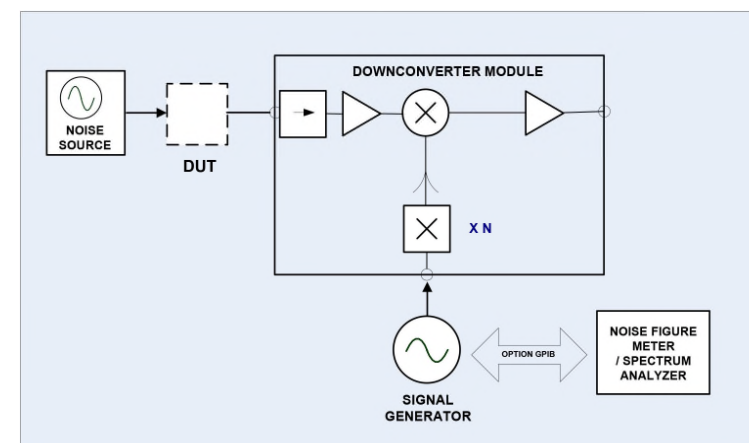 DOWNCONVERTER MODULE
NOISE
SOURCE
DUT
X N
SIGNAL
GENERATOR
OPTION GPIB
NOISE FIGURE
METER
/ SPECTRUM
ANALYZER